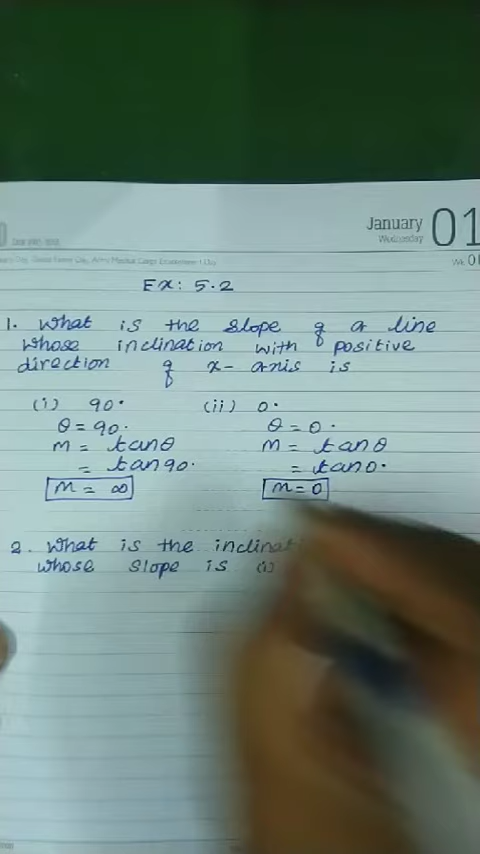 January 01
Wednesday
EX: 5.2
1. What is the slope of a line
whose inclination with positive
direction of x-axis is
(i) 90° (ii) 0°
θ = 90° θ = 0°
m = tanθ m = tanθ
= tan90° = tan0°
m = ∞ m = 0
2. What is the
whose slope is (i)